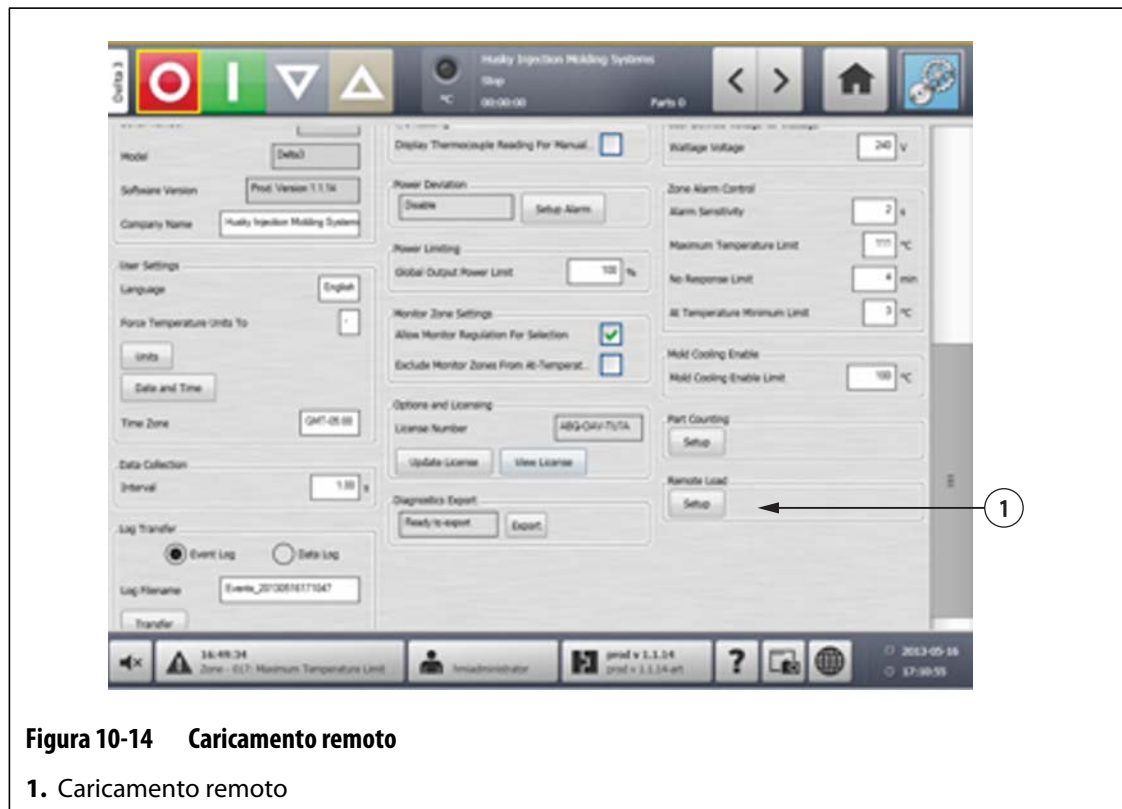 Delta 3
Husky Injection Molding Systems
Stop
°C
00:00:00
Parts 0
Model
Delta3
Software Version
Prod. Version 1.1.14
Company Name
Husky Injection Molding Systems
User Settings
Language
English
Force Temperature Units To
-
Units
Date and Time
Time Zone
Data Collection
Interval
1.00 s
Log Transfer
Event Log
Data Log
Log Filename
Events_20130516171047
Transfer
Display Thermocouple Reading For Manual...
Power Deviation
Disable
Setup Alarm
Power Limiting
Global Output Power Limit
100 %
Monitor Zone Settings
Allow Monitor Regulation For Selection
Exclude Monitor Zones From At-Temperat...
Options and Licensing
License Number
Update License
View License
Diagnostics Export
Ready to export
Export
Wattage Voltage
240 V
Zone Alarm Control
Alarm Sensitivity
2 s
Maximum Temperature Limit
°C
No Response Limit
4 min
At Temperature Minimum Limit
3 °C
Mold Cooling Enable
Mold Cooling Enable Limit
100 °C
Part Counting
Setup
Remote Load
Setup
1
16:49:34
Zone - 017: Maximum Temperature Limit
hmiadministrator
prod v 1.1.14
prod v 1.1.14-art
?
2013-05-16
17:10:55
Figura 10-14 Caricamento remoto
1. Caricamento remoto